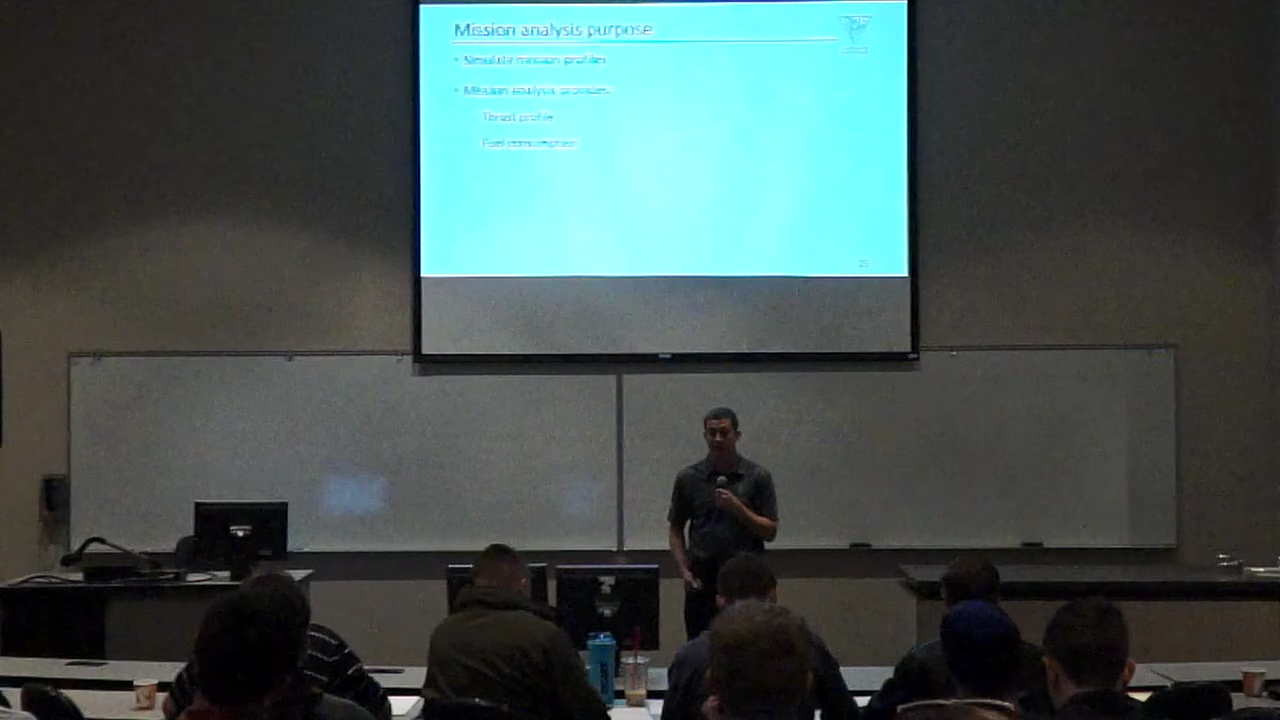 Mission analysis purpose
• Simulate mission profiles
• Mission analysis provides:
Thrust profile
Fuel consumption